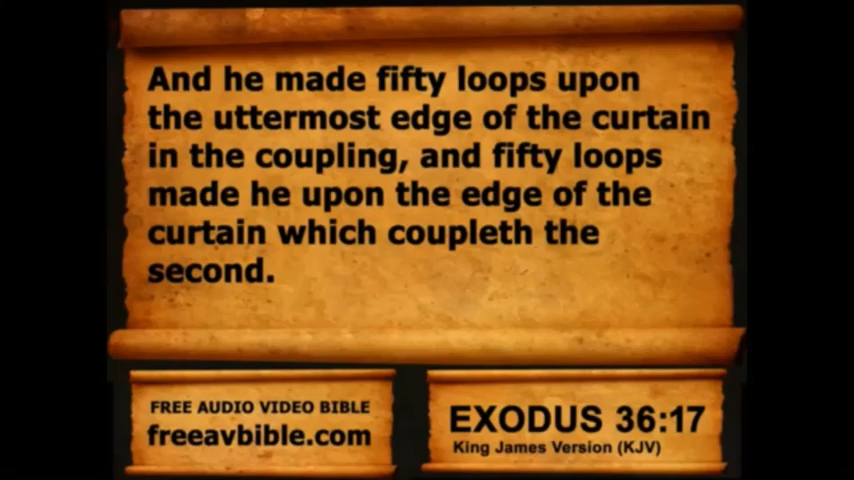 And he made fifty loops upon
the uttermost edge of the curtain
in the coupling, and fifty loops
made he upon the edge of the
curtain which coupleth the
second.
FREE AUDIO VIDEO BIBLE
freeavbible.com
EXODUS 36:17
King James Version (KJV)